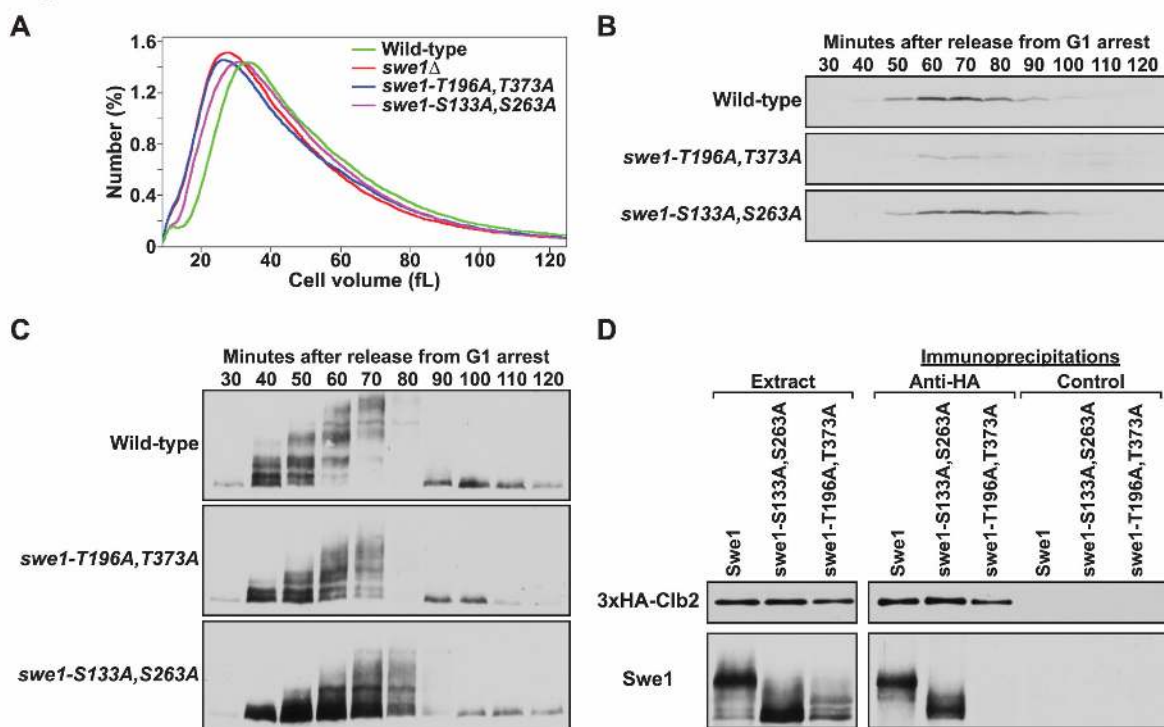 A
1.6
1.2
0.8
0.4
0
Number (%)
20 40 60 80 100 120
Cell volume (fL)
Wild-type
swe1Δ
swe1-T196A,T373A
swe1-S133A,S263A
B
Minutes after release from G1 arrest
30 40 50 60 70 80 90 100 110 120
Wild-type
swe1-T196A,T373A
swe1-S133A,S263A
C
Minutes after release from G1 arrest
30 40 50 60 70 80 90 100 110 120
Wild-type
swe1-T196A,T373A
swe1-S133A,S263A
D
Immunoprecipitations
Extract Anti-HA Control
Swe1
swe1-S133A,S263A
swe1-T196A,T373A
Swe1
swe1-S133A,S263A
swe1-T196A,T373A
Swe1
swe1-S133A,S263A
swe1-T196A,T373A
3xHA-Clb2
Swe1